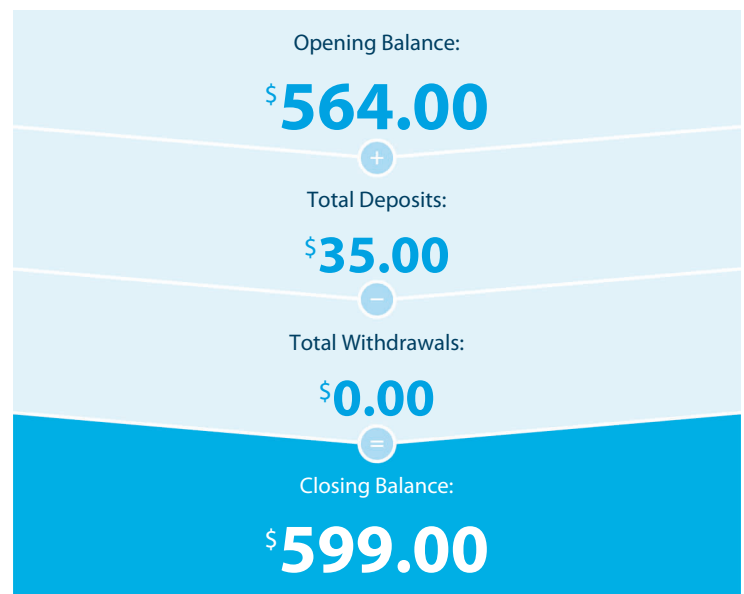 Opening Balance:
$564.00
+
Total Deposits:
$35.00
−
Total Withdrawals:
$0.00
=
Closing Balance:
$599.00